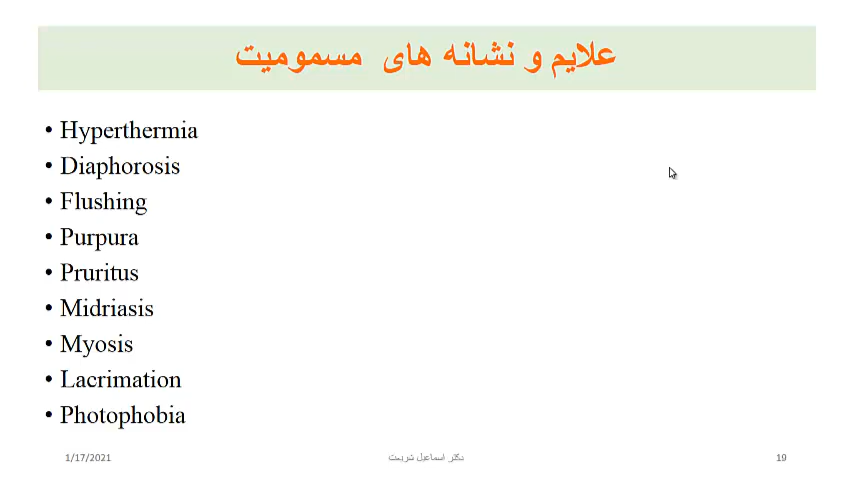 علایم و نشانه های مسمومیت
• Hyperthermia
• Diaphorosis
• Flushing
• Purpura
• Pruritus
• Midriasis
• Myosis
• Lacrimation
• Photophobia
1/17/2021 دکتر اسماعیل شریعت 19